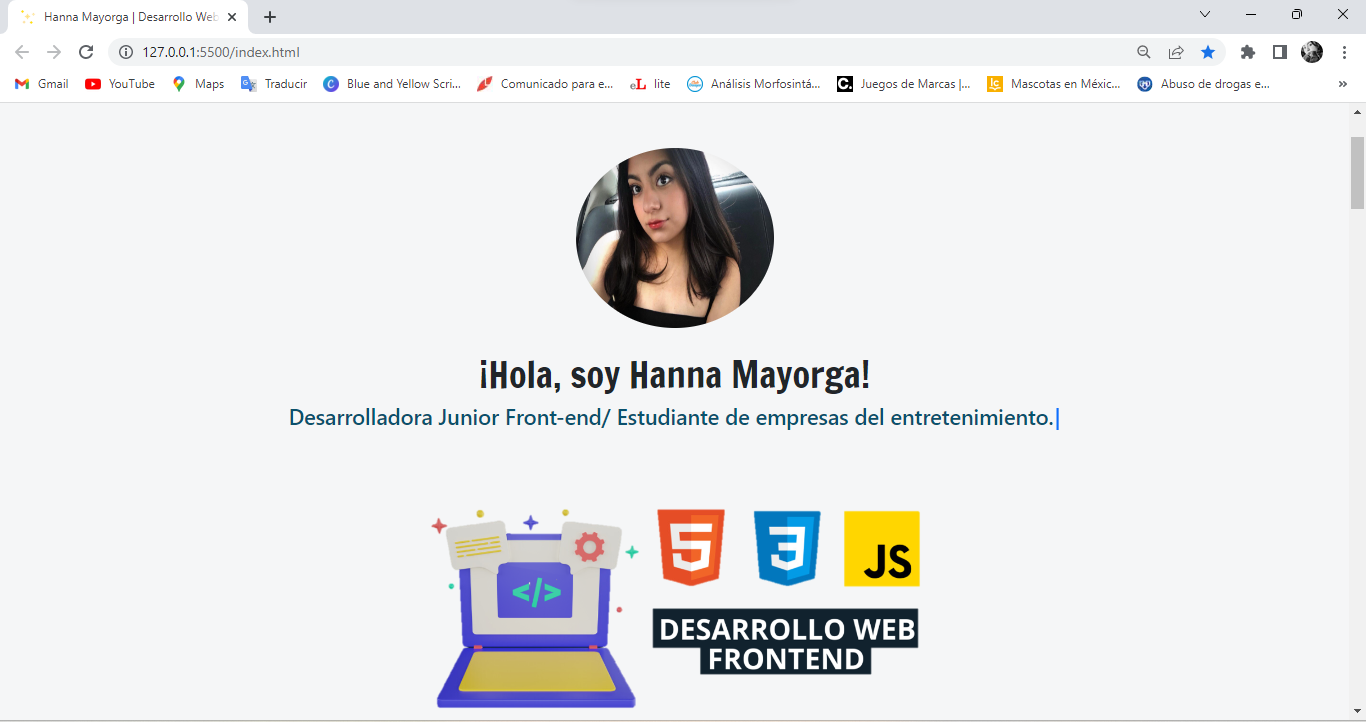 Hanna Mayorga | Desarrollo Web
127.0.0.1:5500/index.html
Gmail YouTube Maps Traducir Blue and Yellow Scri... Comunicado para e... eL lite Análisis Morfosintá... C. Juegos de Marcas |... lc Mascotas en Méxic... Abuso de drogas e... »
¡Hola, soy Hanna Mayorga!
Desarrolladora Junior Front-end/ Estudiante de empresas del entretenimiento.|
</>
5 3 JS
DESARROLLO WEB
FRONTEND